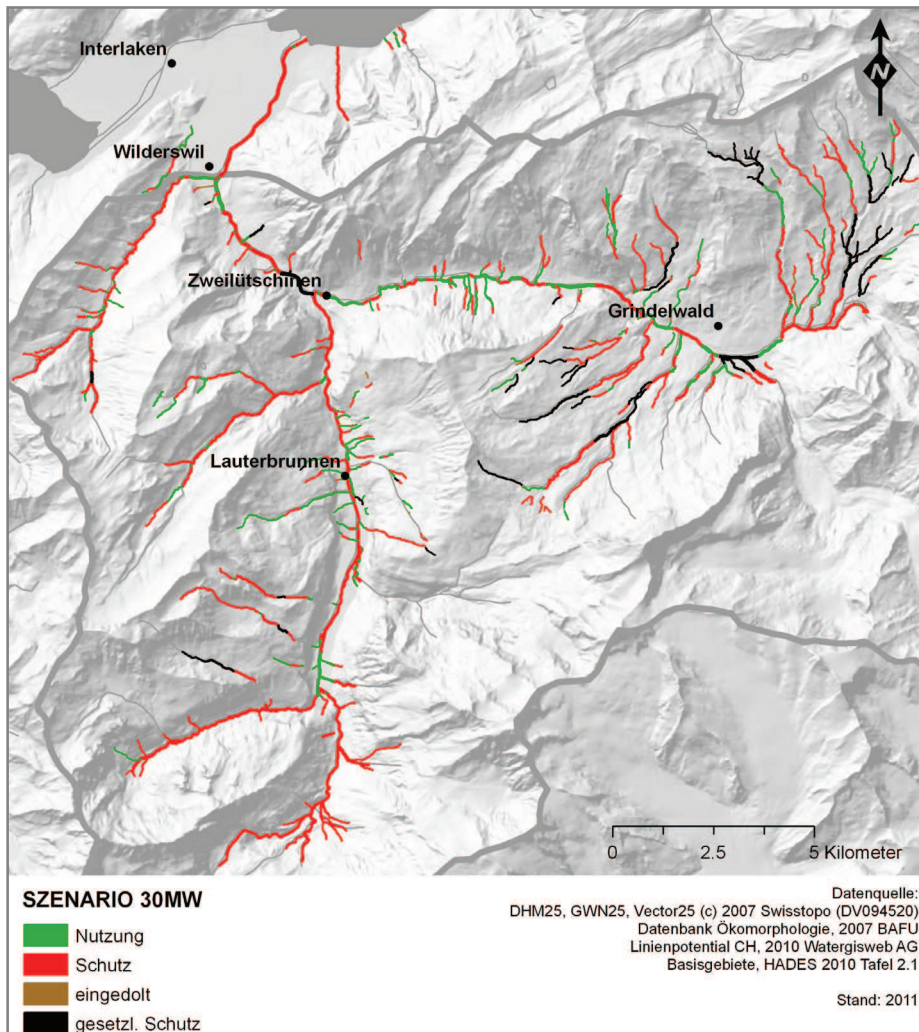 Interlaken
N
Wilderswil
Zweilütschinen
Grindelwald
Lauterbrunnen
0 2.5 5 Kilometer
SZENARIO 30MW
Nutzung
Schutz
eingedolt
gesetzl. Schutz
Datenquelle:
DHM25, GWN25, Vector25 (c) 2007 Swisstopo (DV094520)
Datenbank Ökomorphologie, 2007 BAFU
Linienpotential CH, 2010 Watergisweb AG
Basisgebiete, HADES 2010 Tafel 2.1
Stand: 2011